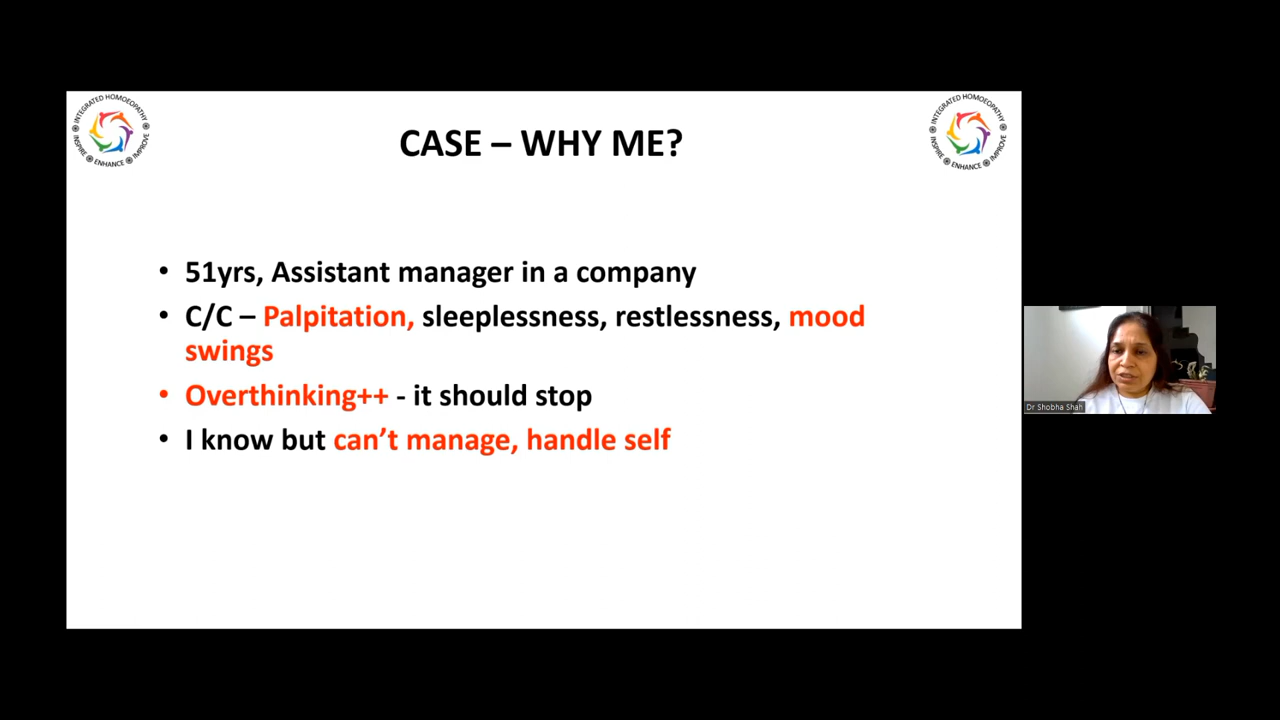 INTEGRATED HOMOEOPATHY
INSPIRE ENHANCE IMPROVE
INTEGRATED HOMOEOPATHY
INSPIRE ENHANCE IMPROVE
CASE – WHY ME?
• 51yrs, Assistant manager in a company
• C/C – Palpitation, sleeplessness, restlessness, mood
swings
• Overthinking++ - it should stop
• I know but can’t manage, handle self
Dr Shobha Shah